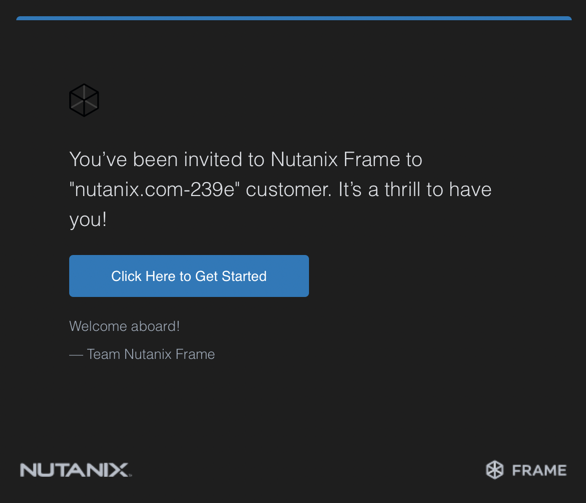 You’ve been invited to Nutanix Frame to
"nutanix.com-239e" customer. It’s a thrill to have
you!
Click Here to Get Started
Welcome aboard!
— Team Nutanix Frame
NUTANIX.
FRAME